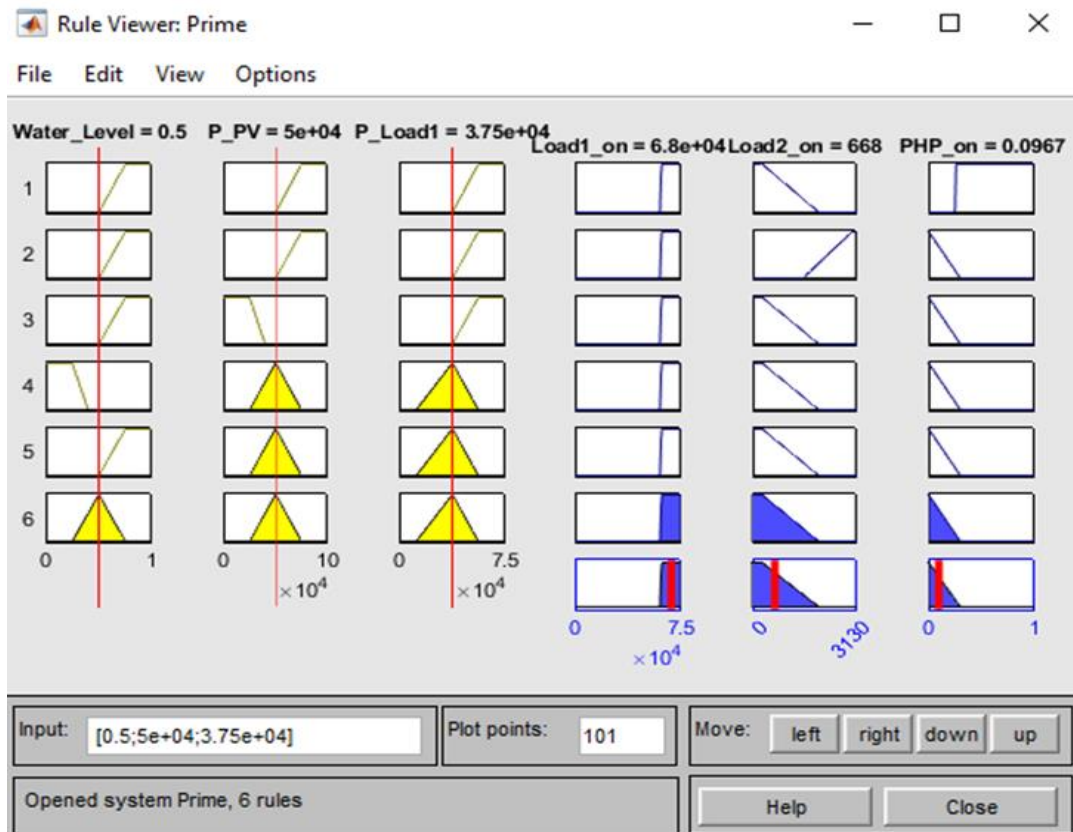 Rule Viewer: Prime
File Edit View Options
Water_Level = 0.5 P_PV = 5e+04 P_Load1 = 3.75e+04
Load1_on = 6.8e+04 Load2_on = 668 PHP_on = 0.0967
1
2
3
4
5
6
0 1 0 10 0 7.5
×10⁴ ×10⁴
0 7.5 0 3130 0 1
×10⁴
Input: [0.5;5e+04;3.75e+04] Plot points: 101 Move: left right down up
Opened system Prime, 6 rules Help Close